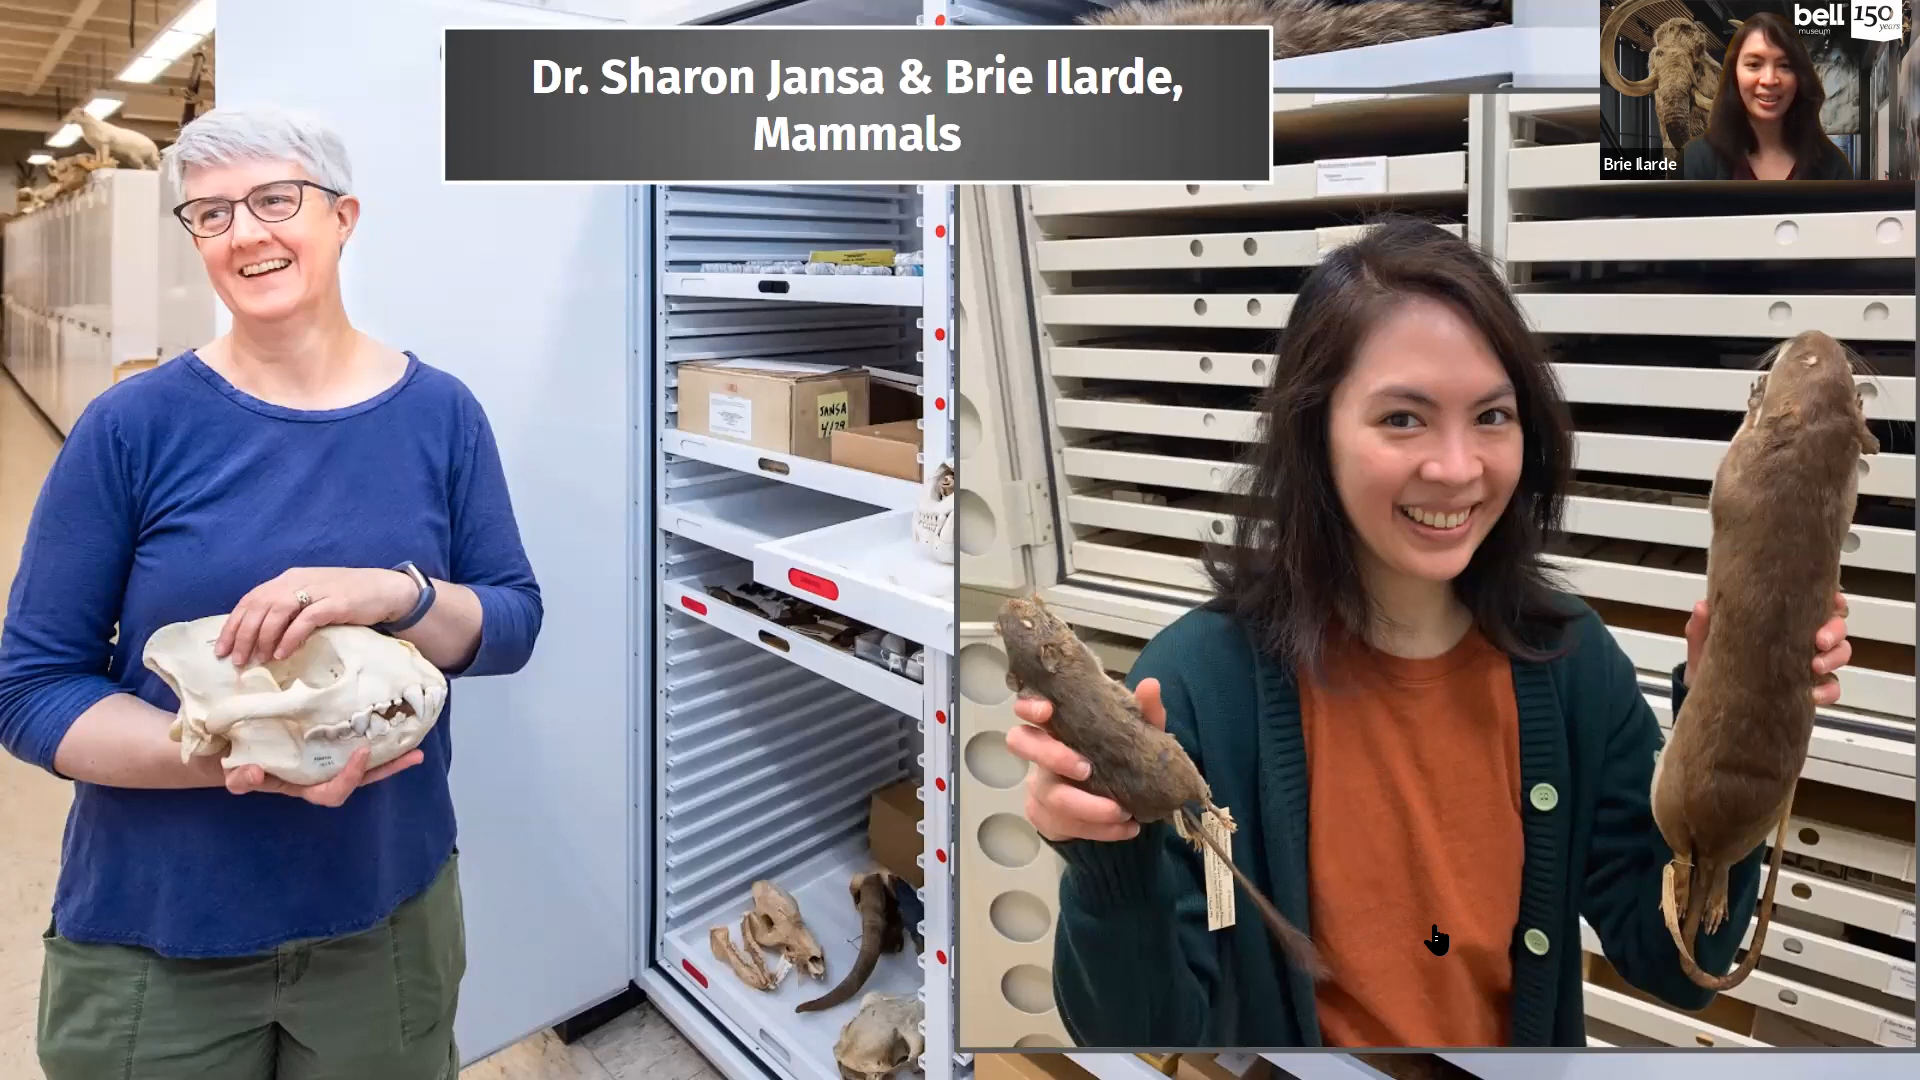 Dr. Sharon Jansa & Brie Ilarde,
Mammals
bell
museum
150
years
Brie Ilarde
JANSA
4/29